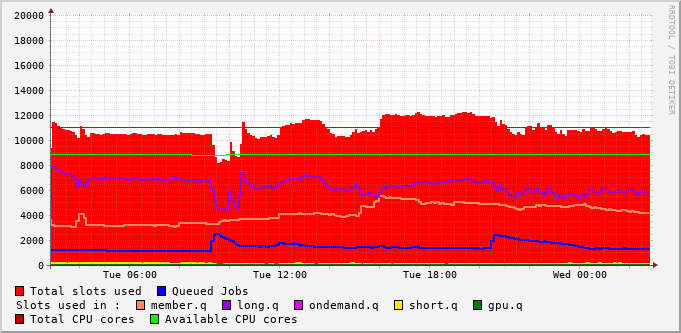 20000
18000
16000
14000
12000
10000
8000
6000
4000
2000
0
Tue 06:00 Tue 12:00 Tue 18:00 Wed 00:00
RRDTOOL / TOBI OETIKER
Total slots used Queued Jobs
Slots used in : member.q long.q ondemand.q short.q gpu.q
Total CPU cores Available CPU cores